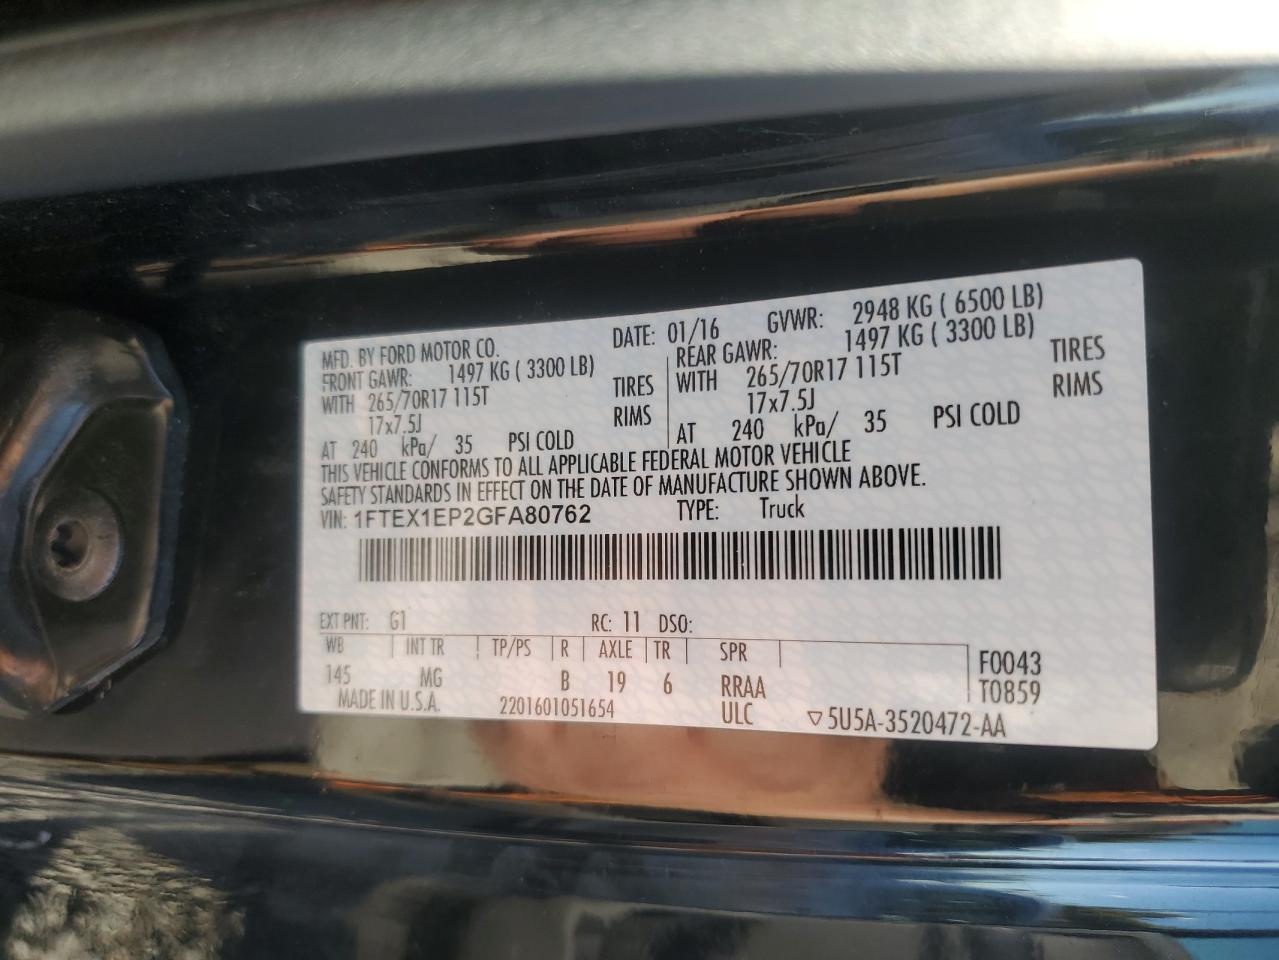 MFD. BY FORD MOTOR CO. DATE: 01/16 GVWR: 2948 KG ( 6500 LB)
FRONT GAWR: 1497 KG ( 3300 LB) REAR GAWR: 1497 KG ( 3300 LB)
WITH 265/70R17 115T TIRES WITH 265/70R17 115T TIRES
17x7.5J RIMS 17x7.5J RIMS
AT 240 kPa/ 35 PSI COLD AT 240 kPa/ 35 PSI COLD
THIS VEHICLE CONFORMS TO ALL APPLICABLE FEDERAL MOTOR VEHICLE
SAFETY STANDARDS IN EFFECT ON THE DATE OF MANUFACTURE SHOWN ABOVE.
VIN: 1FTEX1EP2GFA80762 TYPE: Truck
EXT PNT: G1 RC: 11 DSO:
WB INT TR TP/PS R AXLE TR SPR F0043
145 MG B 19 6 RRAA T0859
MADE IN U.S.A. 2201601051654 ULC ▽5U5A-3520472-AA